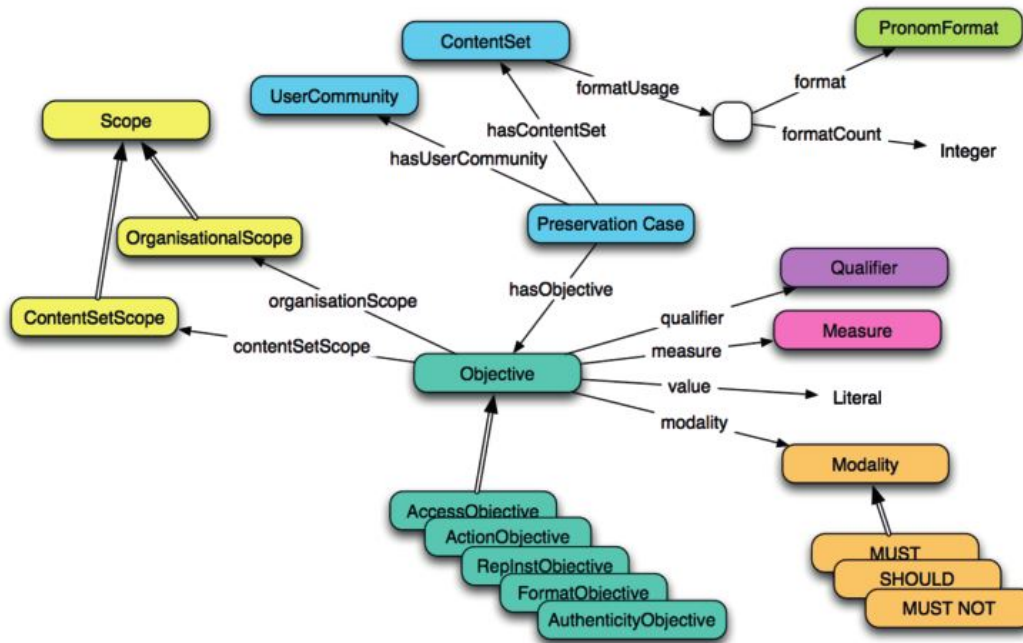 ContentSet
PronomFormat
UserCommunity
formatUsage
format
Scope
hasContentSet
formatCount
Integer
hasUserCommunity
OrganisationalScope
Preservation Case
Qualifier
organisationScope
hasObjective
ContentSetScope
qualifier
Measure
contentSetScope
measure
Objective
value
Literal
modality
Modality
AccessObjective
ActionObjective
RepInstObjective
FormatObjective
AuthenticityObjective
MUST
SHOULD
MUST NOT